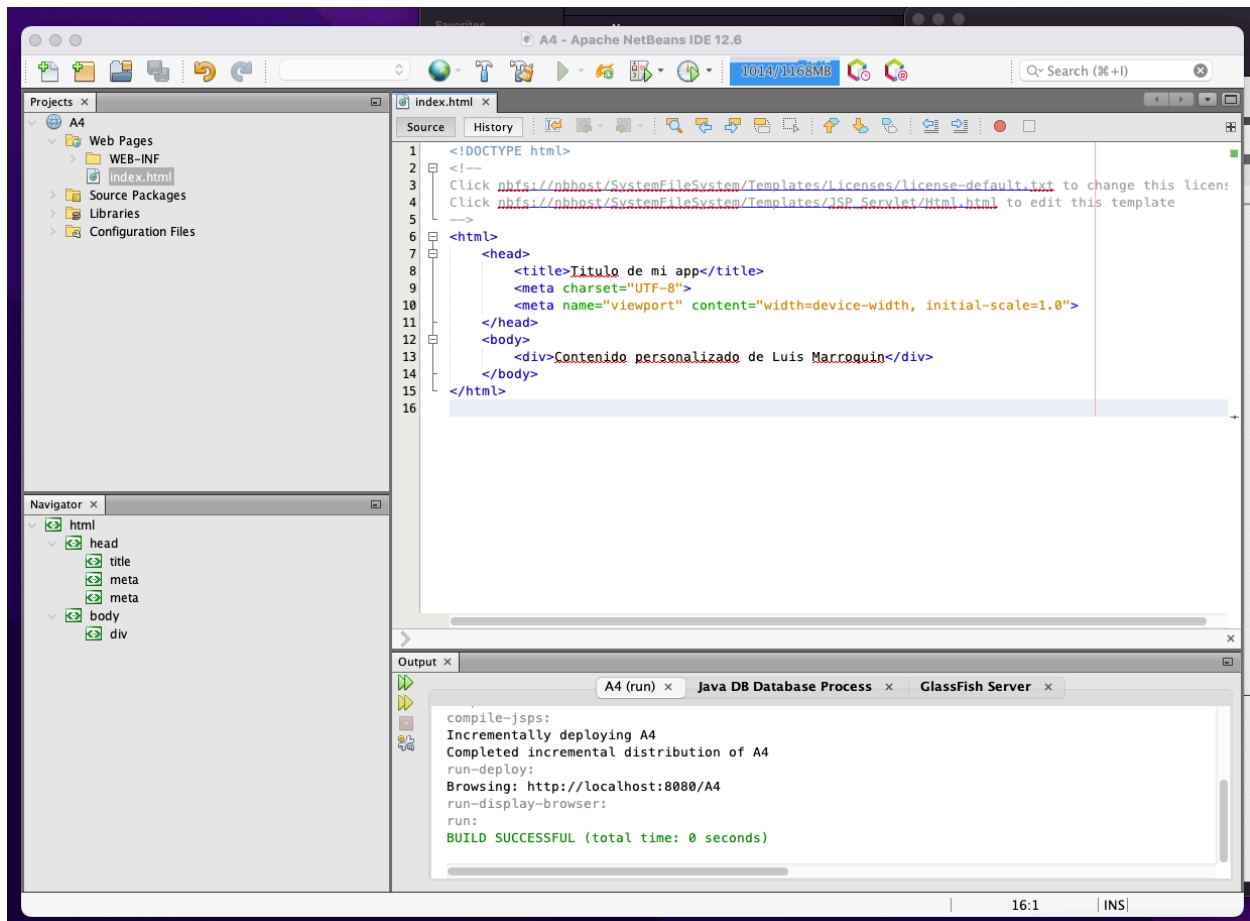 A4 - Apache NetBeans IDE 12.6
1014/1168MB
Search (⌘+I)
Projects
index.html
A4
Web Pages
WEB-INF
index.html
Source Packages
Libraries
Configuration Files
Source History
1 <!DOCTYPE html>
2 <!--
3 Click nbfs://nbhost/SystemFileSystem/Templates/Licenses/license-default.txt to change this licens
4 Click nbfs://nbhost/SystemFileSystem/Templates/JSP_Servlet/Html.html to edit this template
5 -->
6 <html>
7 <head>
8 <title>Titulo de mi app</title>
9 <meta charset="UTF-8">
10 <meta name="viewport" content="width=device-width, initial-scale=1.0">
11 </head>
12 <body>
13 <div>Contenido personalizado de Luis Marroquin</div>
14 </body>
15 </html>
16
Navigator
html
head
title
meta
meta
body
div
Output
A4 (run) Java DB Database Process GlassFish Server
compile-jsps:
Incrementally deploying A4
Completed incremental distribution of A4
run-deploy:
Browsing: http://localhost:8080/A4
run-display-browser:
run:
BUILD SUCCESSFUL (total time: 0 seconds)
16:1 INS